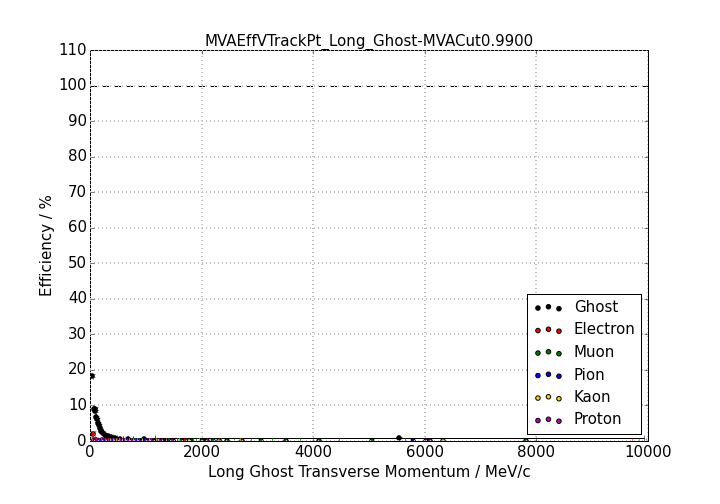 MVAEffVTrackPt_Long_Ghost-MVACut0.9900
110
100
90
80
70
60
50
40
30
20
10
0
Efficiency / %
Ghost
Electron
Muon
Pion
Kaon
Proton
0 2000 4000 6000 8000 10000
Long Ghost Transverse Momentum / MeV/c